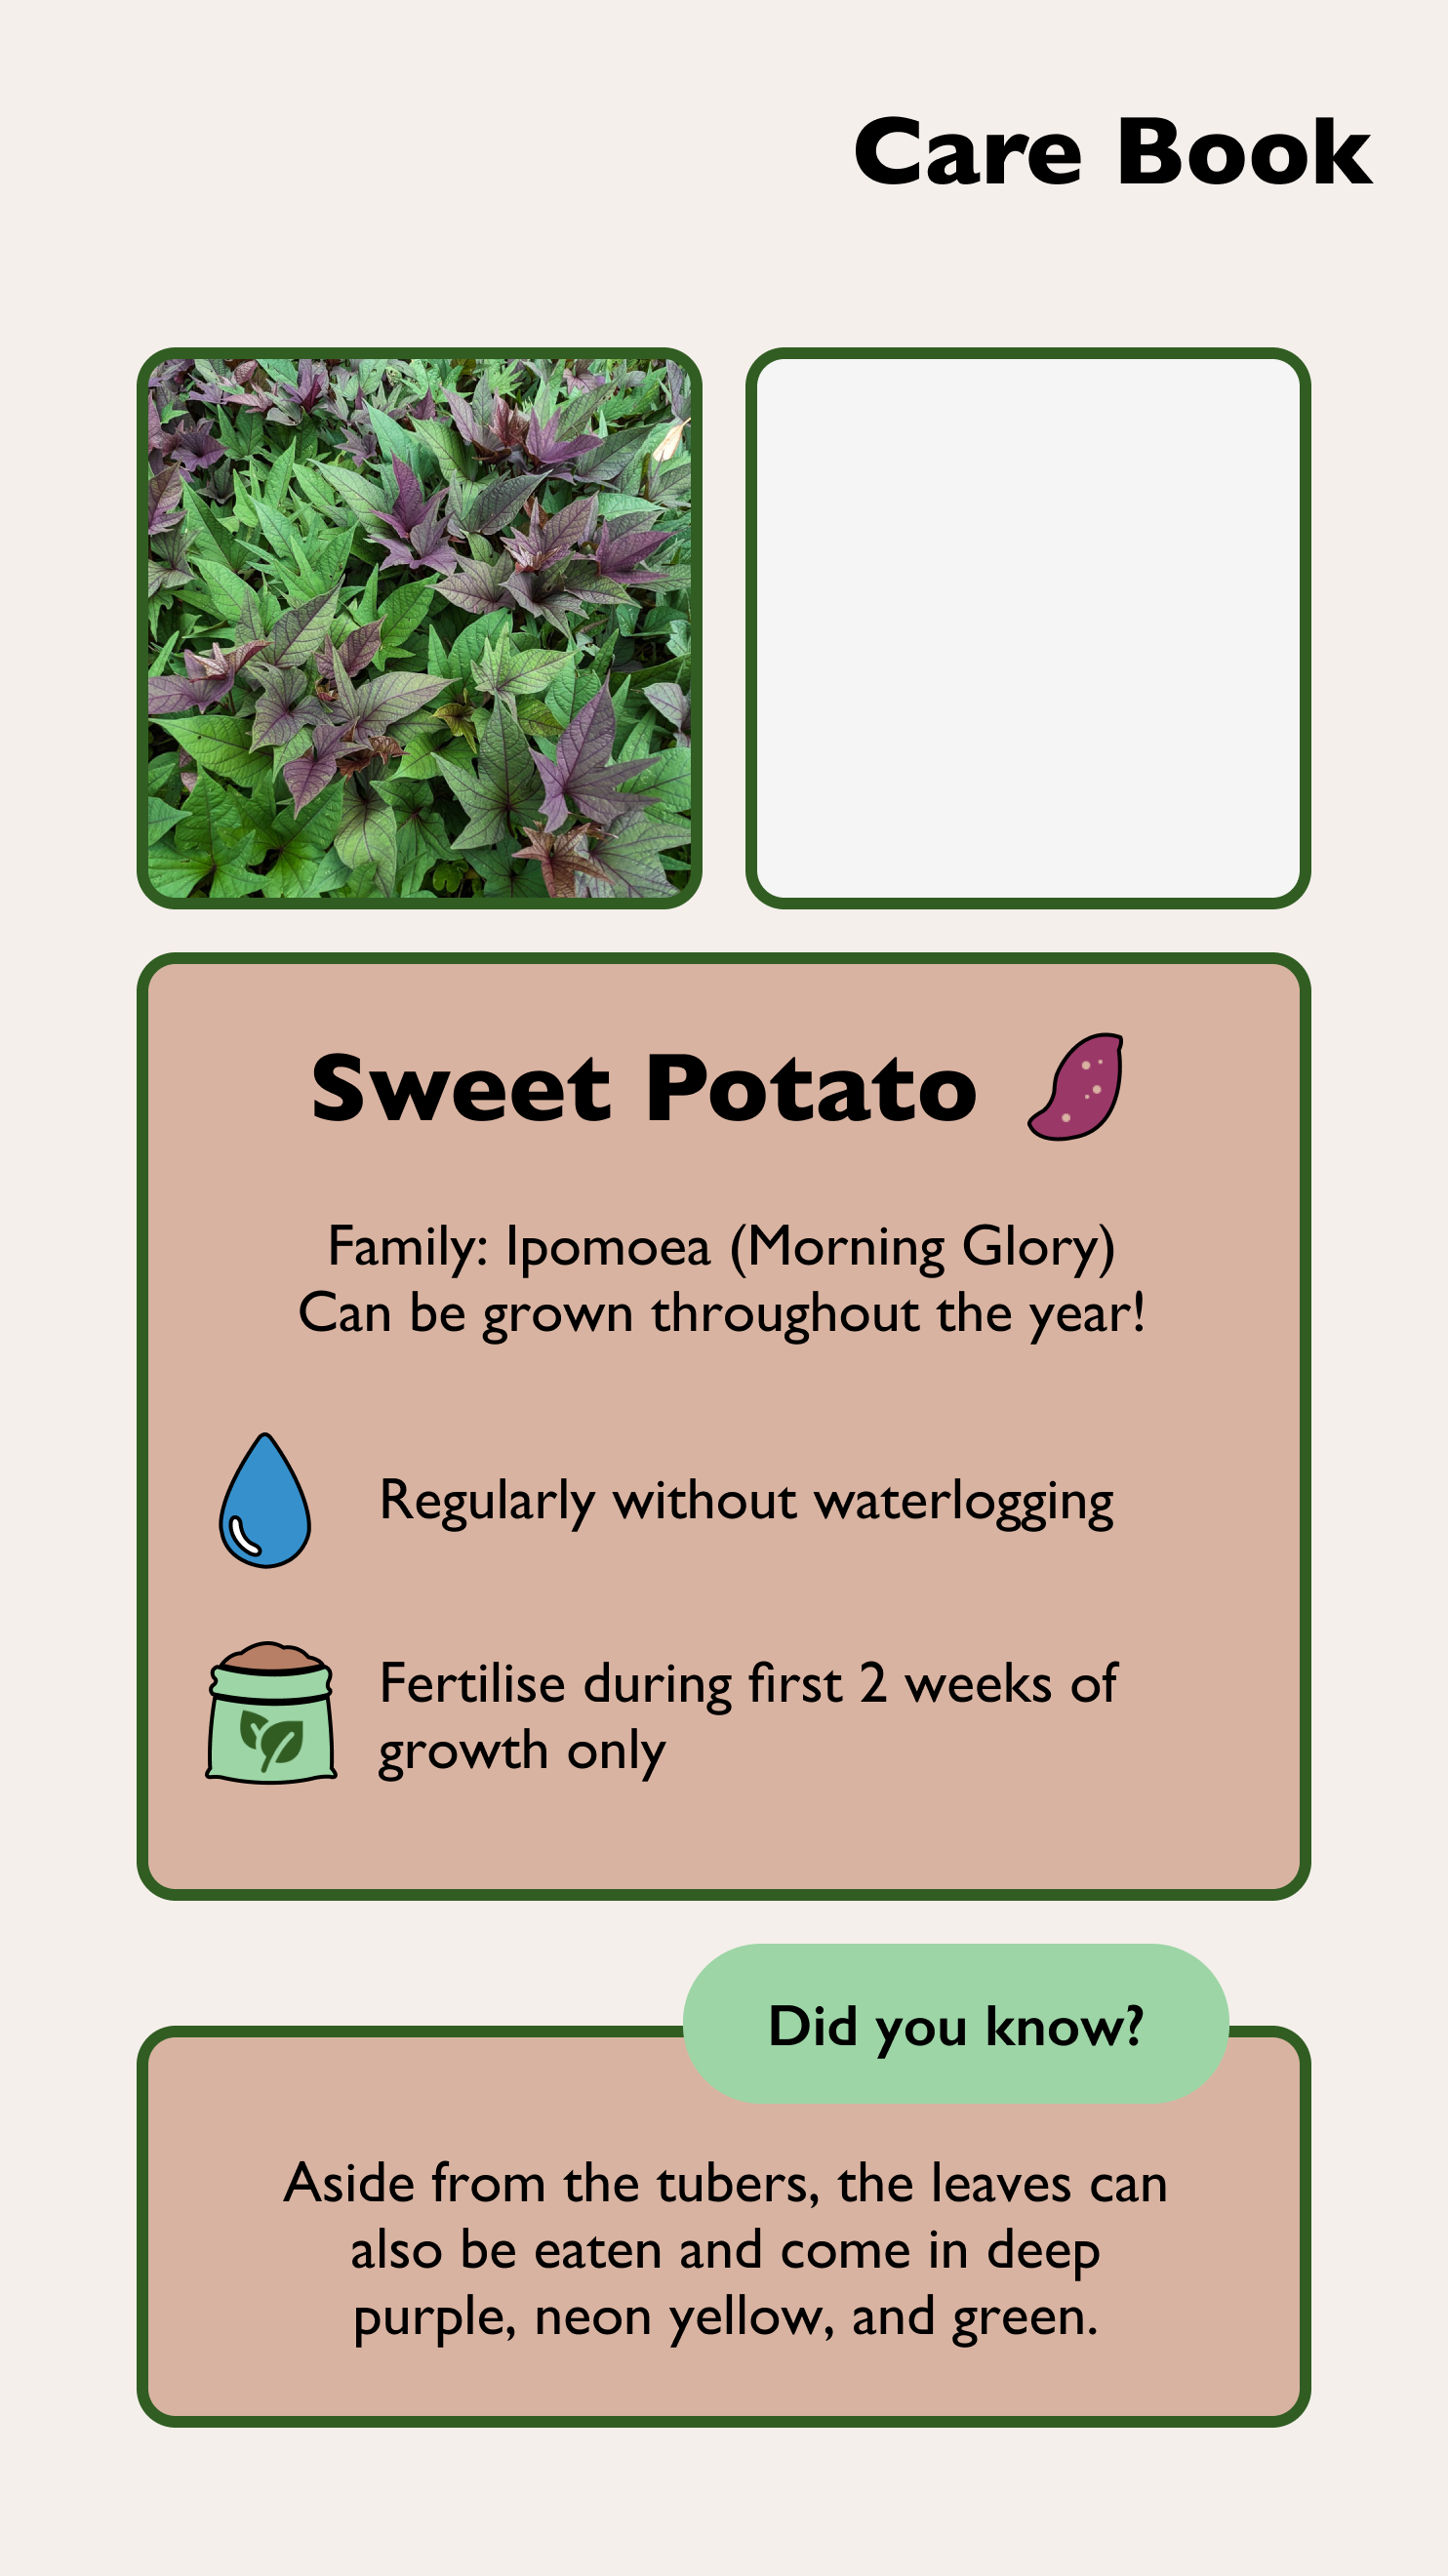 Care Book
Sweet Potato
Family: Ipomoea (Morning Glory)
Can be grown throughout the year!
Regularly without waterlogging
Fertilise during first 2 weeks of
growth only
Did you know?
Aside from the tubers, the leaves can
also be eaten and come in deep
purple, neon yellow, and green.